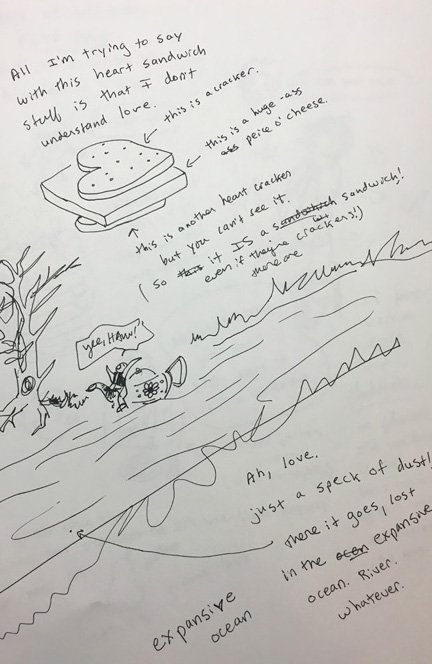 All I'm trying to say
with this heart sandwich
stuff is that I don't
understand love.
this is a cracker.
this is a huge-ass
ass peice o' cheese.
this is another heart cracker
but you can't see it.
(so this it IS a sandwich sandwich!
even if they're crackers!)
there are
yee, HAW!
Ah, love.
just a speck of dust!
there it goes, lost
in the ocen expansive
ocean. River.
whatever.
expansive
ocean